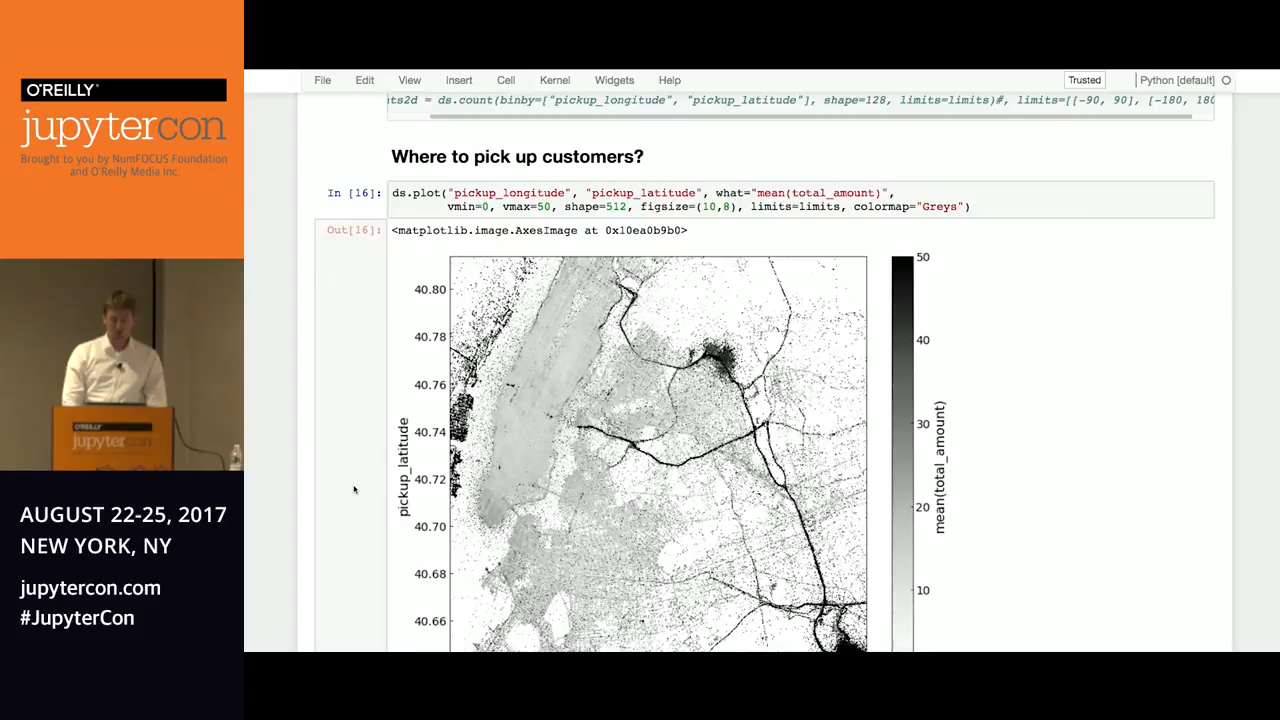 O'REILLY®
jupytercon
Brought to you by NumFOCUS Foundation
and O'Reilly Media Inc.
O'REILLY
jupytercon
AUGUST 22-25, 2017
NEW YORK, NY
jupytercon.com
#JupyterCon
File Edit View Insert Cell Kernel Widgets Help Trusted Python [default]
ts2d = ds.count(binby=["pickup_longitude", "pickup_latitude"], shape=128, limits=limits)#, limits=[[-90, 90], [-180, 180
Where to pick up customers?
In [16]: ds.plot("pickup_longitude", "pickup_latitude", what="mean(total_amount)",
vmin=0, vmax=50, shape=512, figsize=(10,8), limits=limits, colormap="Greys")
Out[16]: <matplotlib.image.AxesImage at 0x10ea0b9b0>
40.80
40.78
40.76
40.74
40.72
40.70
40.68
40.66
pickup_latitude
50
40
30
20
10
mean(total_amount)